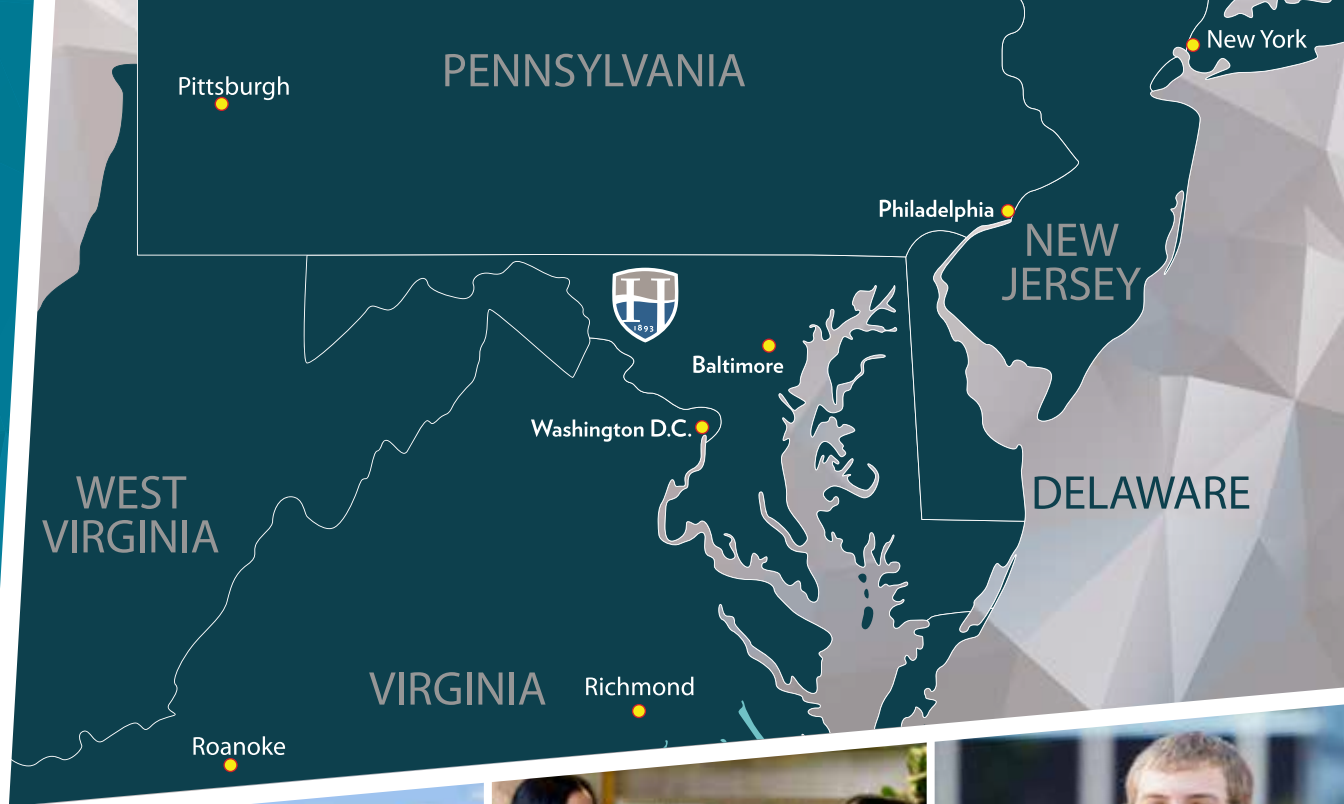 New York
PENNSYLVANIA
Pittsburgh
Philadelphia
NEW
JERSEY
H
1893
Baltimore
Washington D.C.
WEST
VIRGINIA
DELAWARE
VIRGINIA
Richmond
Roanoke